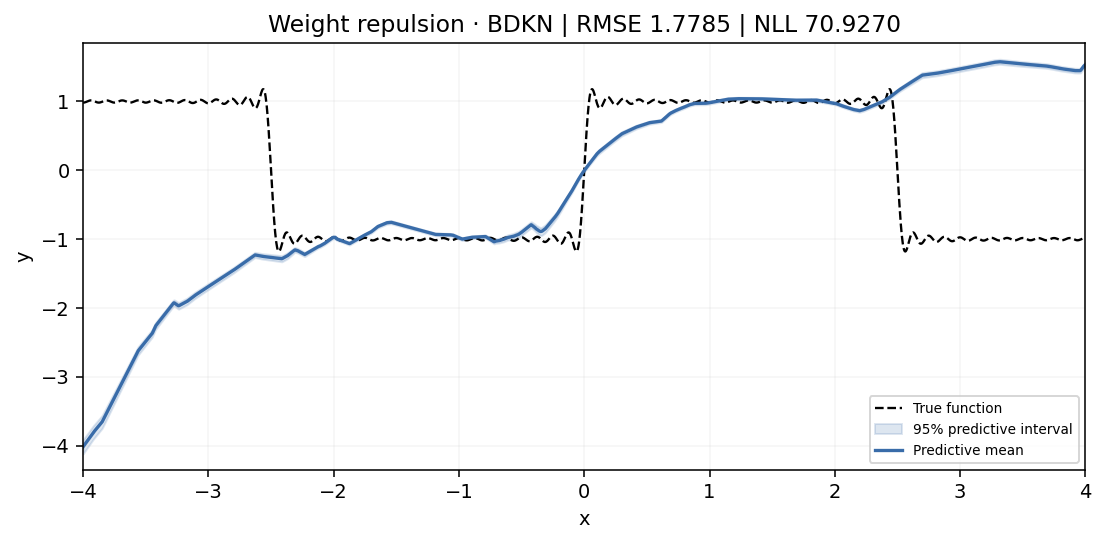 Weight repulsion · BDKN | RMSE 1.7785 | NLL 70.9270
y
1
0
−1
−2
−3
−4
−4
−3
−2
−1
0
1
2
3
4
x
True function
95% predictive interval
Predictive mean